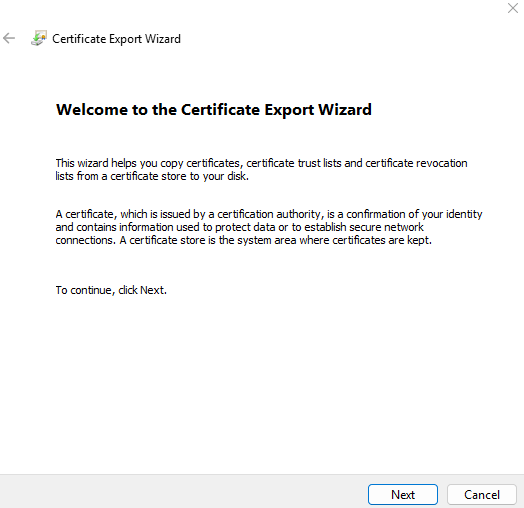 Certificate Export Wizard
Welcome to the Certificate Export Wizard
This wizard helps you copy certificates, certificate trust lists and certificate revocation
lists from a certificate store to your disk.
A certificate, which is issued by a certification authority, is a confirmation of your identity
and contains information used to protect data or to establish secure network
connections. A certificate store is the system area where certificates are kept.
To continue, click Next.
Next Cancel